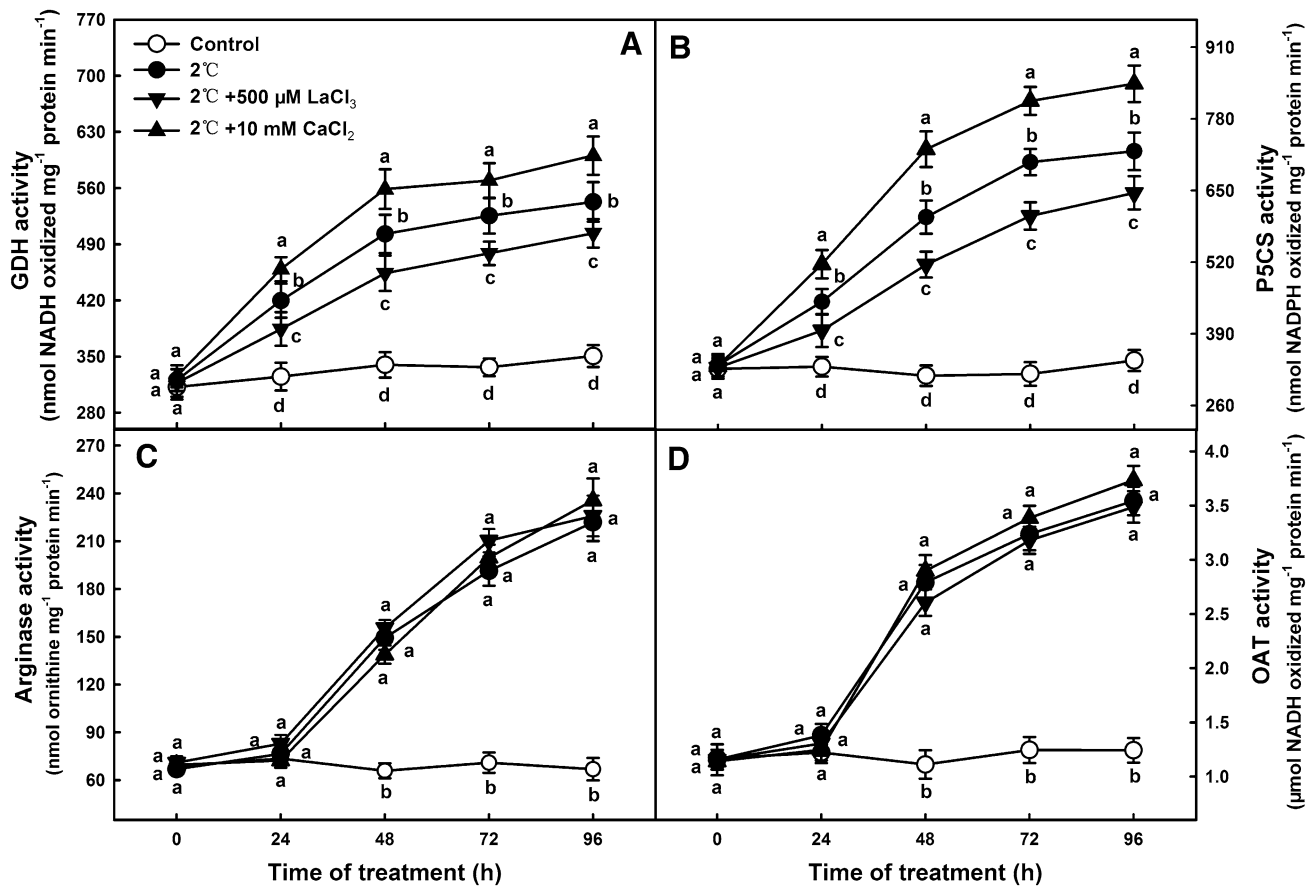 A
B
Control
2℃
2℃ +500 µM LaCl₃
2℃ +10 mM CaCl₂
GDH activity
(nmol NADH oxidized mg⁻¹ protein min⁻¹)
770
700
630
560
490
420
350
280
a
a
a
a
a
b
c
d
a
b
c
d
a
b
c
d
a
b
c
d
P5CS activity
(nmol NADPH oxidized mg⁻¹ protein min⁻¹)
910
780
650
520
390
260
a
a
a
a
b
c
d
a
b
c
d
a
b
c
d
a
b
c
d
C
Arginase activity
(nmol ornithine mg⁻¹ protein min⁻¹)
270
240
210
180
150
120
90
60
a
a
a
a
a
a
a
a
a
a
a
b
a
a
a
b
a
a
a
b
0
24
48
72
96
Time of treatment (h)
D
OAT activity
(µmol NADH oxidized mg⁻¹ protein min⁻¹)
4.0
3.5
3.0
2.5
2.0
1.5
1.0
a
a
a
a
a
a
a
a
a
a
a
b
a
a
a
b
a
a
a
b
0
24
48
72
96
Time of treatment (h)